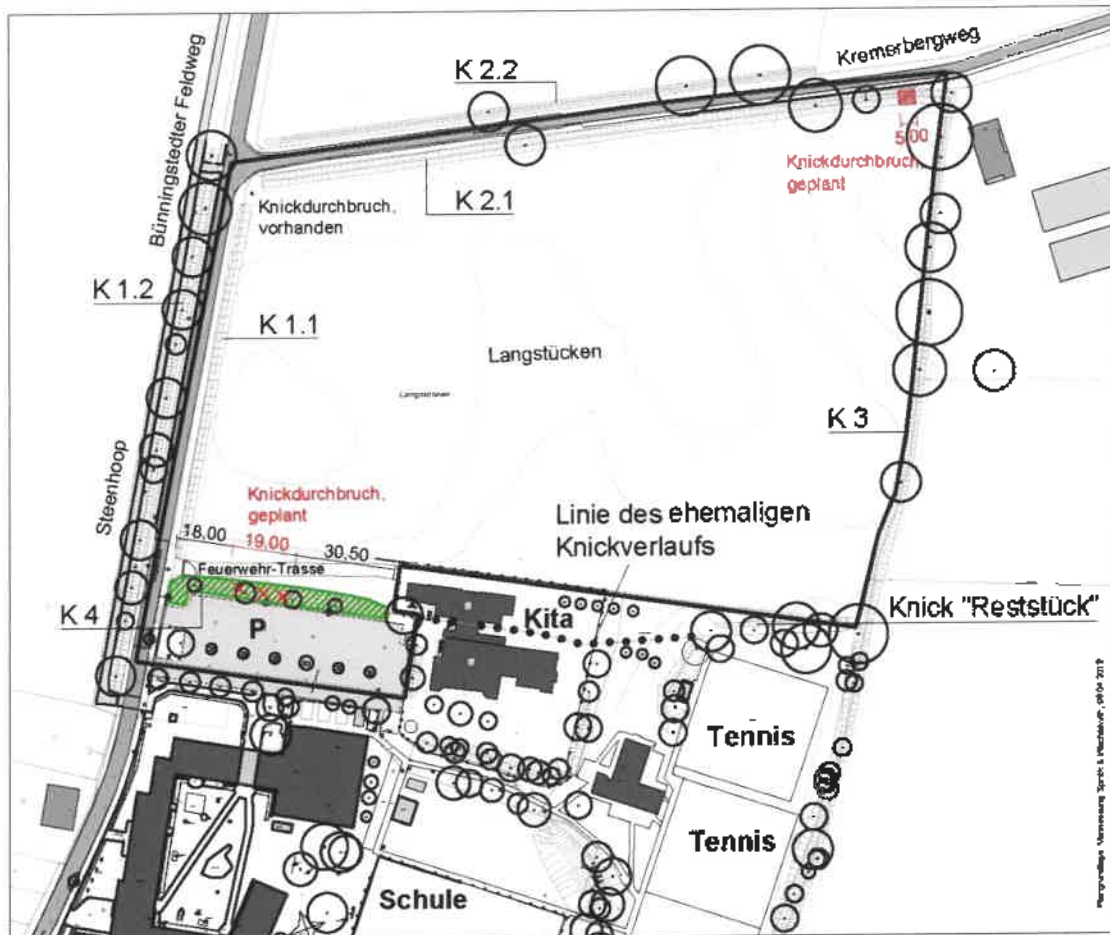 Kremerbergweg
K 2.2
Bünningstedter Feldweg
5,00
Knickdurchbruch,
geplant
K 2.1
Knickdurchbruch,
vorhanden
K 1.2
K 1.1
Langstücken
K 3
Steenhoop
Knickdurchbruch,
geplant
Linie des ehemaligen
Knickverlaufs
18,00
19,00
30,50
Feuerwehr-Trasse
Knick "Reststück"
K 4
P
Kita
Tennis
Tennis
Schule